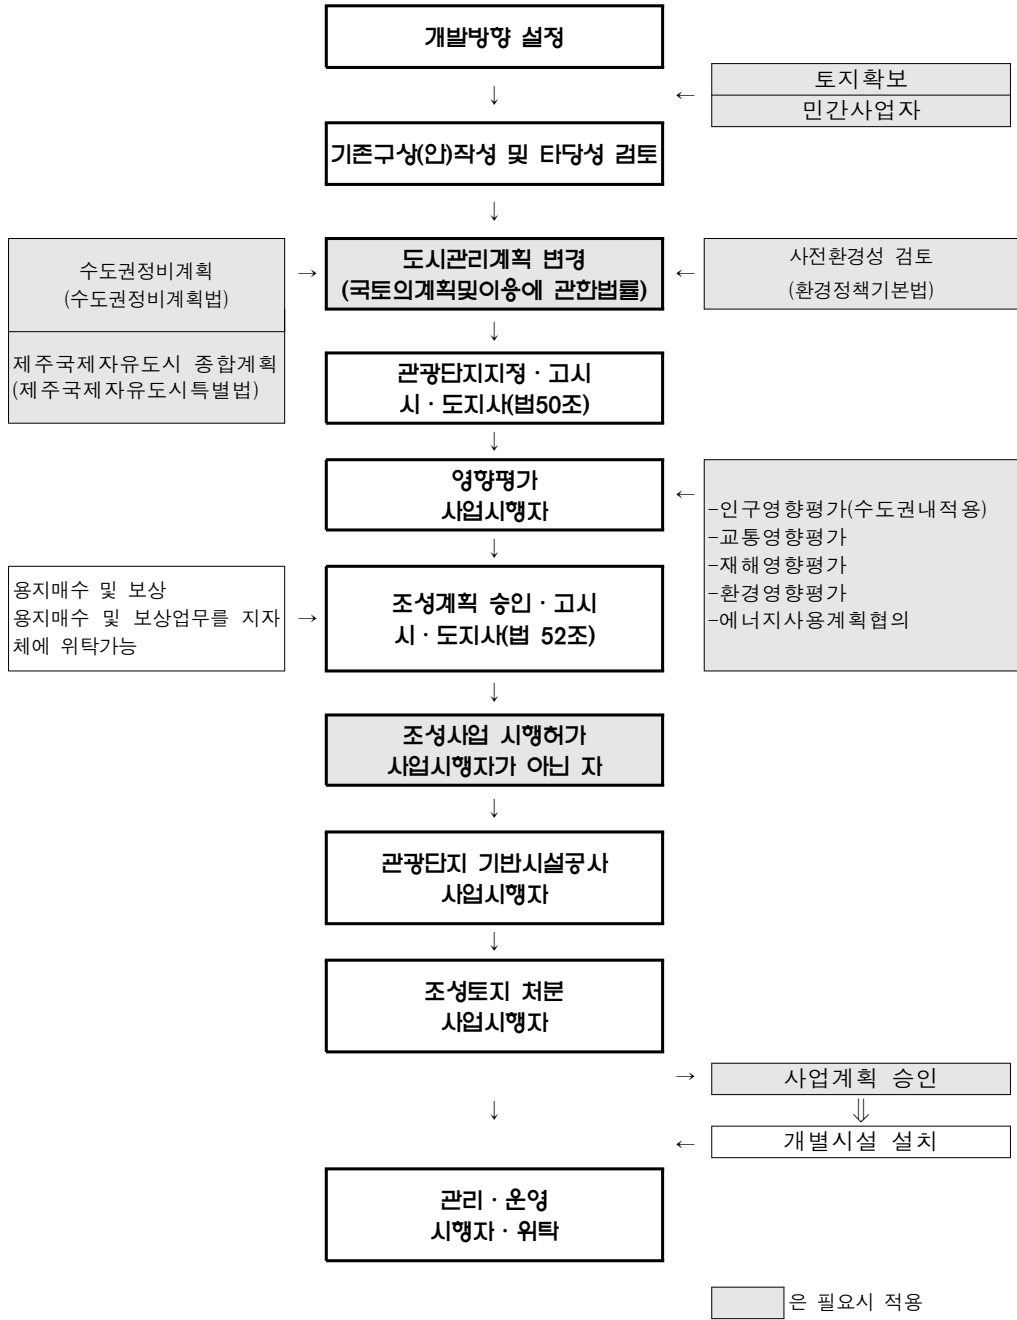 개발방향 설정
토지확보
민간사업자
↓
←
기존구상(안)작성 및 타당성 검토
↓
수도권정비계획
(수도권정비계획법)
→
도시관리계획 변경
(국토의계획및이용에 관한법률)
←
사전환경성 검토
(환경정책기본법)
제주국제자유도시 종합계획
(제주국제자유도시특별법)
↓
관광단지지정 · 고시
시 · 도지사(법50조)
↓
영향평가
사업시행자
←
-인구영향평가(수도권내적용)
-교통영향평가
-재해영향평가
-환경영향평가
-에너지사용계획협의
↓
용지매수 및 보상
용지매수 및 보상업무를 지자
체에 위탁가능
→
조성계획 승인 · 고시
시 · 도지사(법 52조)
↓
조성사업 시행허가
사업시행자가 아닌 자
↓
관광단지 기반시설공사
사업시행자
↓
조성토지 처분
사업시행자
→
사업계획 승인
↓
⇓
←
개별시설 설치
관리 · 운영
시행자 · 위탁
은 필요시 적용